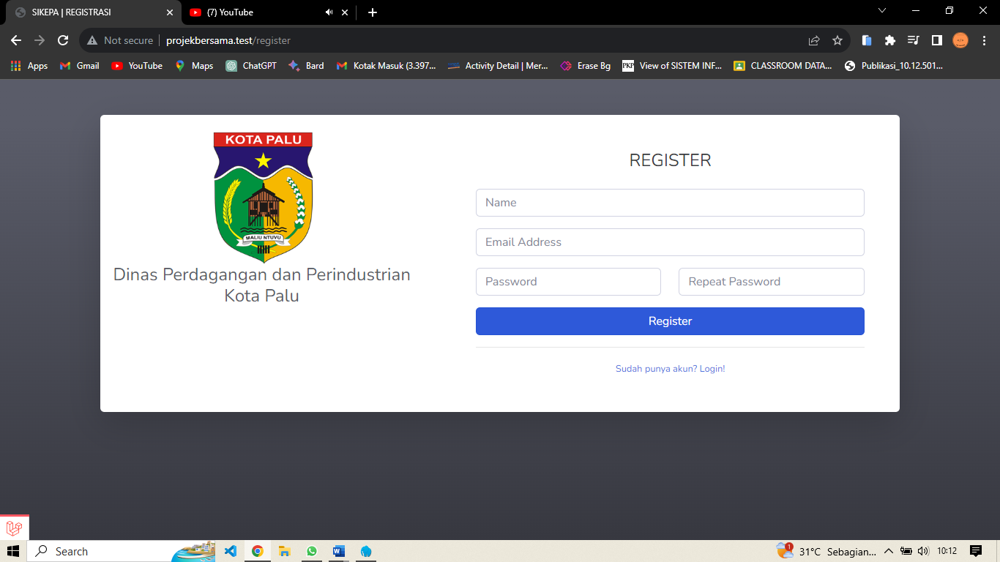 SIKEPA | REGISTRASI
(7) YouTube
Not secure
projekbersama.test/register
Apps
Gmail
YouTube
Maps
ChatGPT
Bard
Kotak Masuk (3.397...
Activity Detail | Mer...
Erase Bg
PKP
View of SISTEM INF...
CLASSROOM DATA...
Publikasi_10.12.501...
KOTA PALU
MALIU NTUVU
Dinas Perdagangan dan Perindustrian
Kota Palu
REGISTER
Name
Email Address
Password
Repeat Password
Register
Sudah punya akun? Login!
Search
1
31°C Sebagian...
10:12